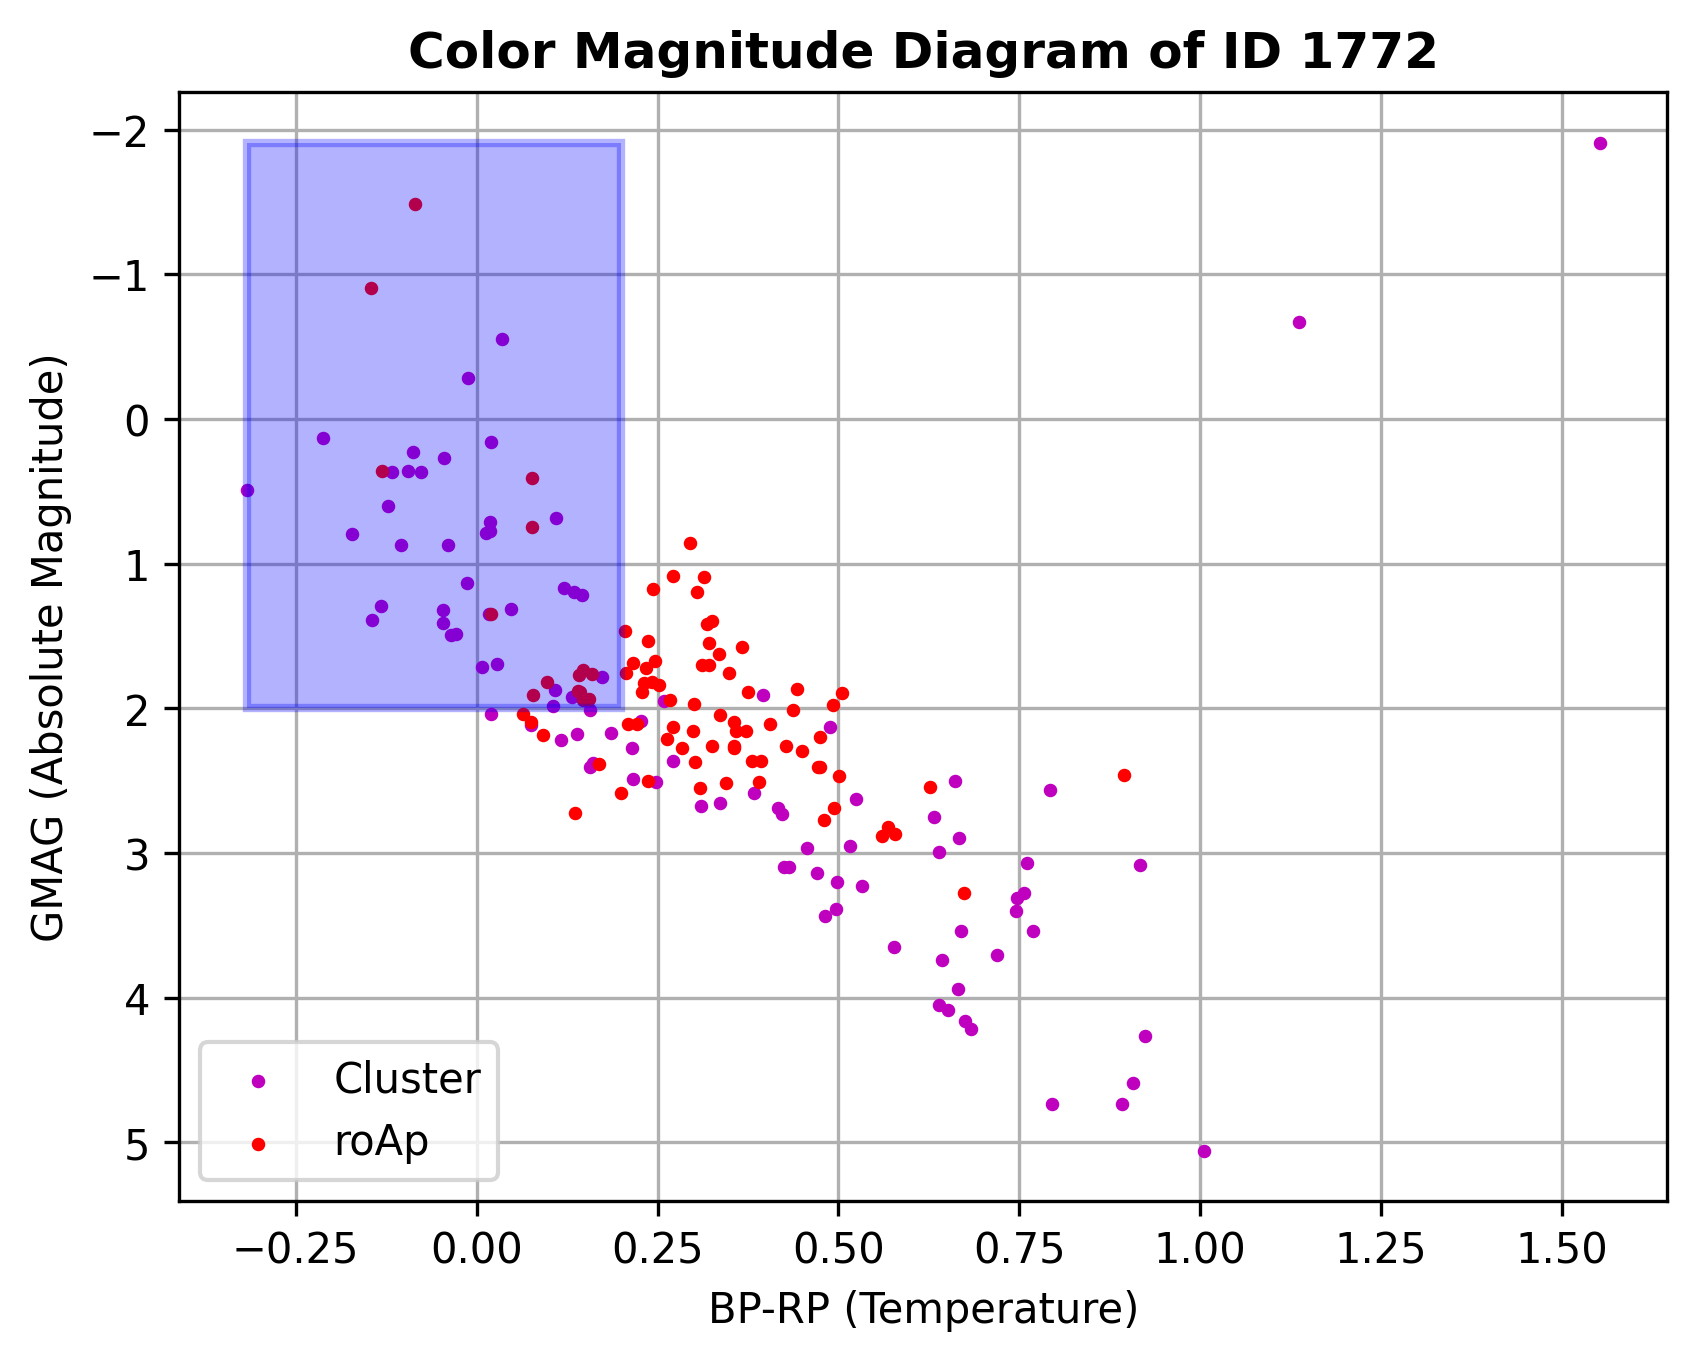 Color Magnitude Diagram of ID 1772
GMAG (Absolute Magnitude)
−2
−1
0
1
2
3
4
5
Cluster
roAp
−0.25 0.00 0.25 0.50 0.75 1.00 1.25 1.50
BP-RP (Temperature)